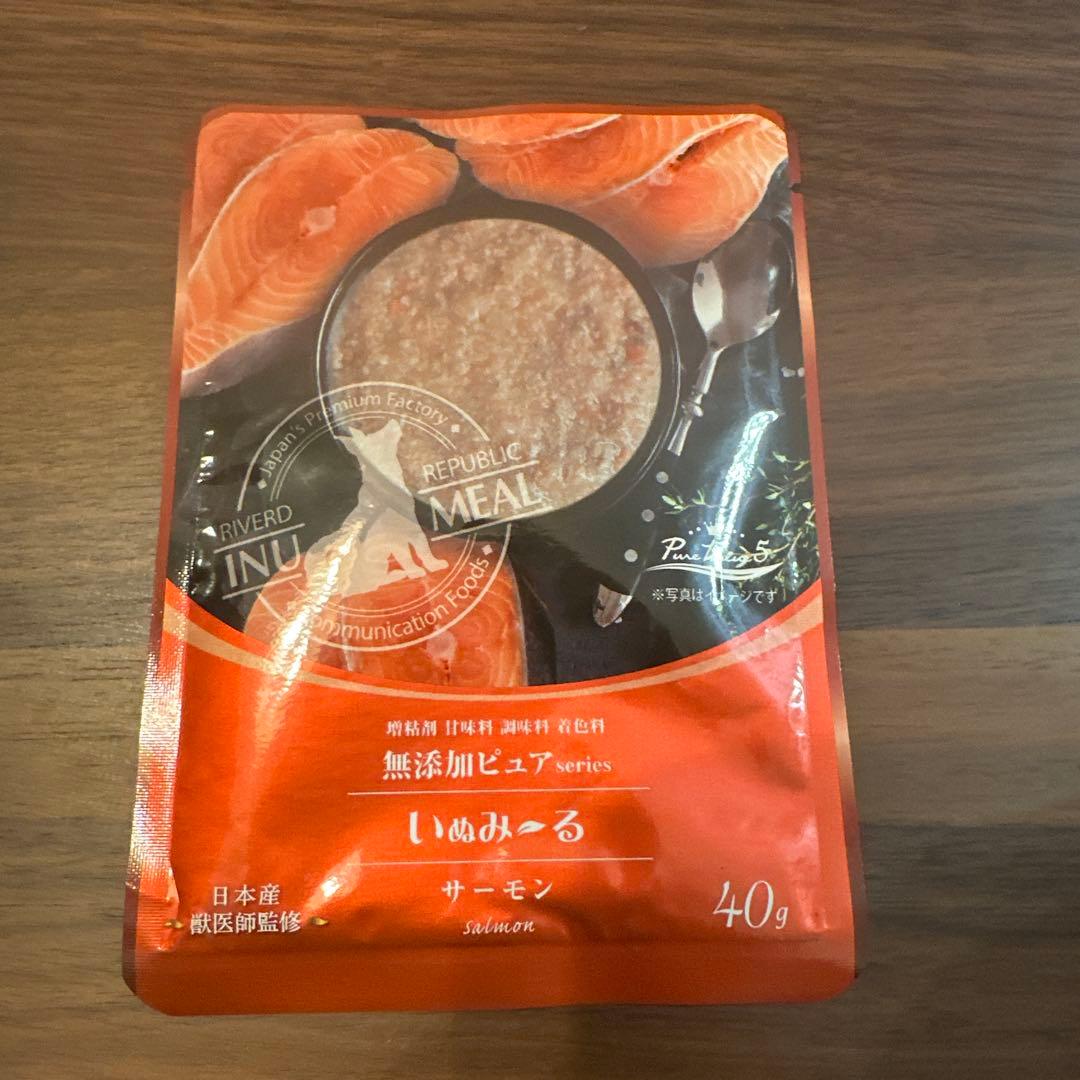 Japan's Premium Factory
RIVERD REPUBLIC
INU MEAL
Communication Foods
Pure Value 5
※写真はイメージです
増粘剤 甘味料 調味料 着色料
無添加ピュアseries
いぬみ～る
サーモン
salmon
日本産
獣医師監修
40g